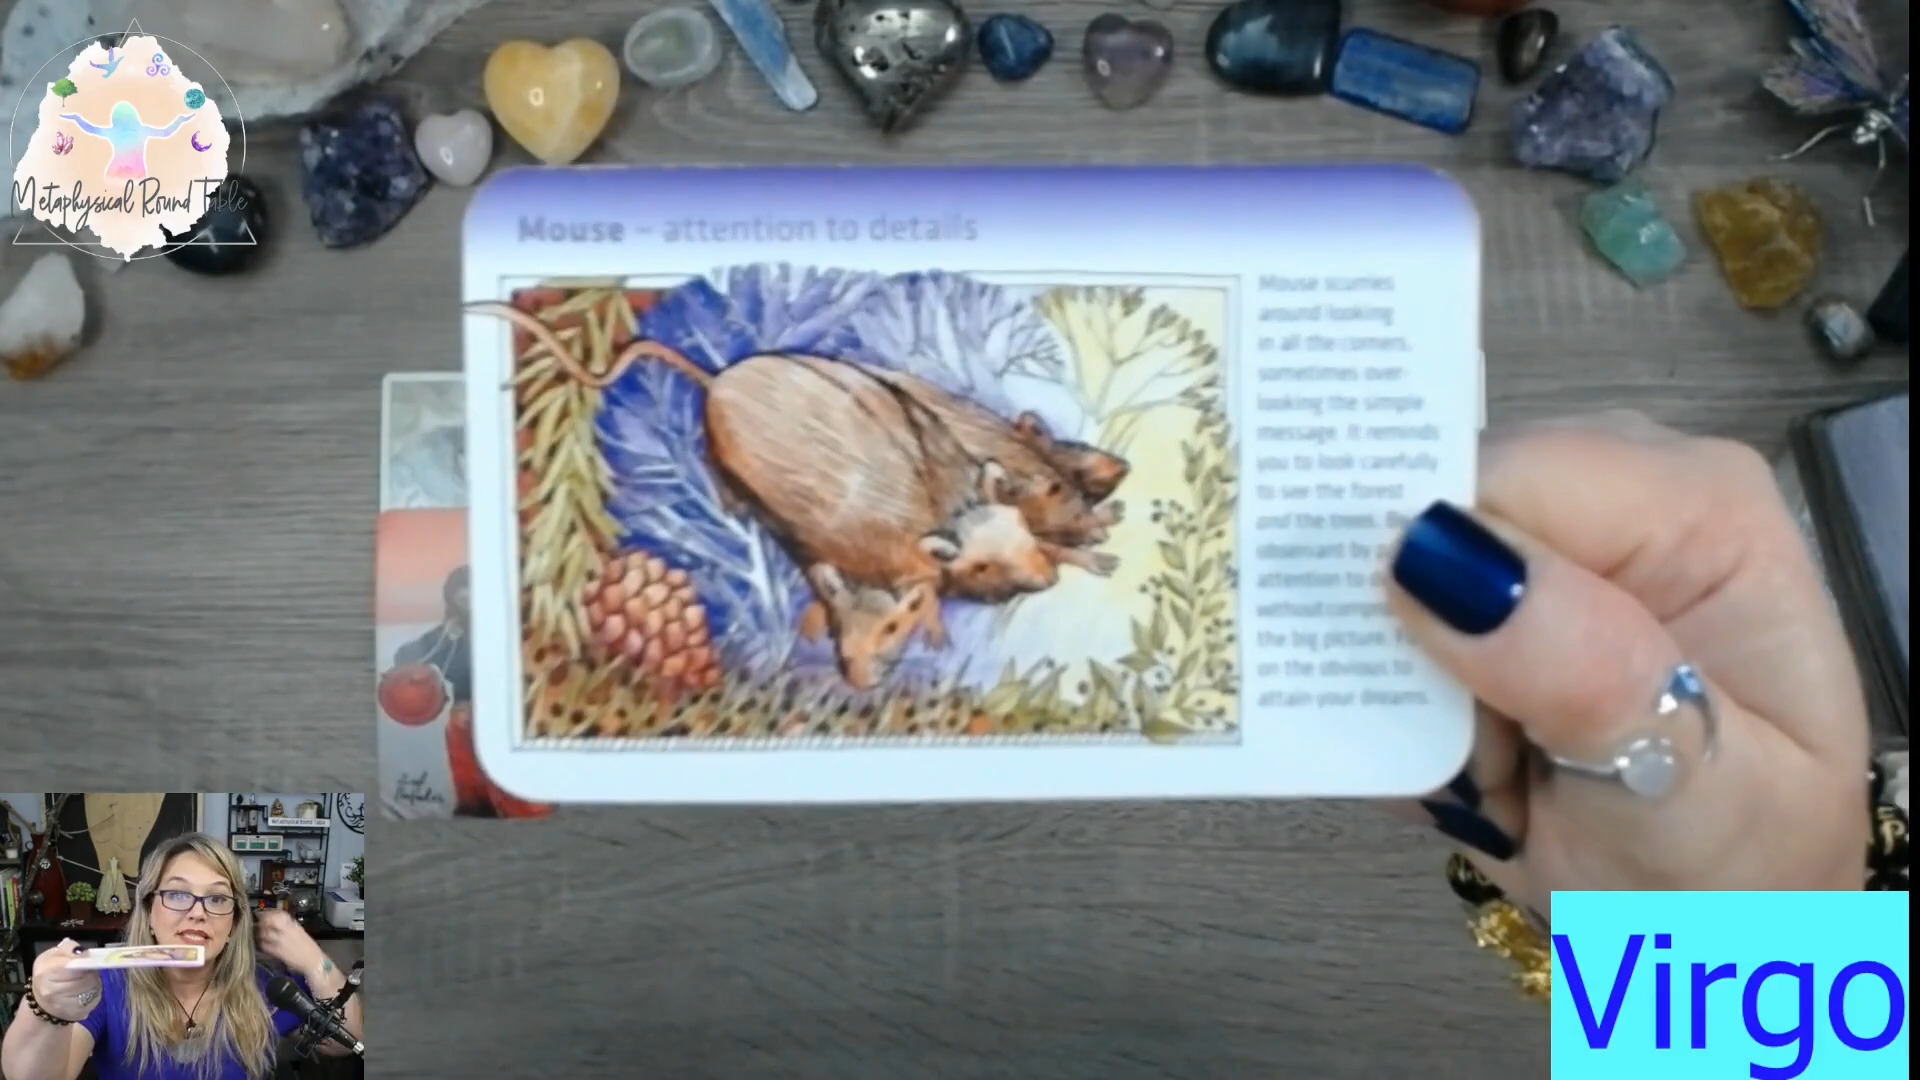 Metaphysical Round Table
Mouse – attention to details
Mouse scurries
around looking
in all the corners,
sometimes over-
looking the simple
message. It reminds
you to look carefully
to see the forest
and the trees. Be
observant by
attention to
without
the big picture.
on the obvious to
attain your dreams.
Virgo